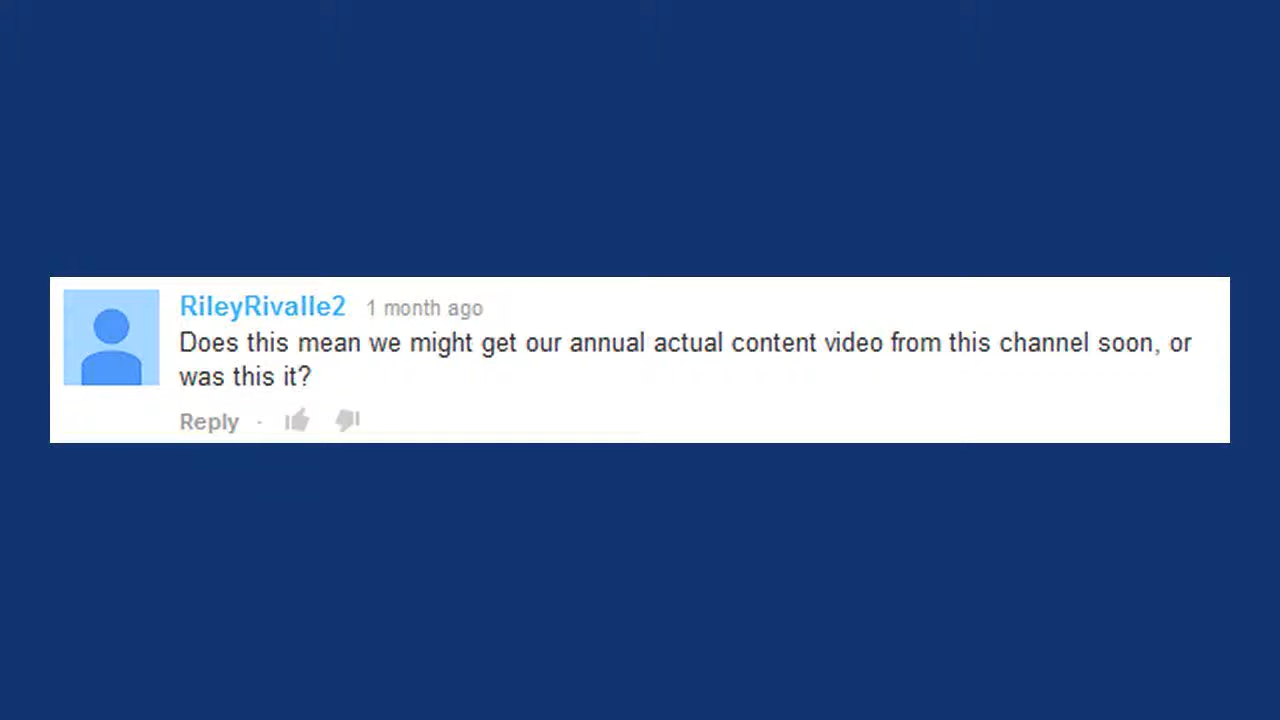 RileyRivalle2 1 month ago
Does this mean we might get our annual actual content video from this channel soon, or
was this it?
Reply ·